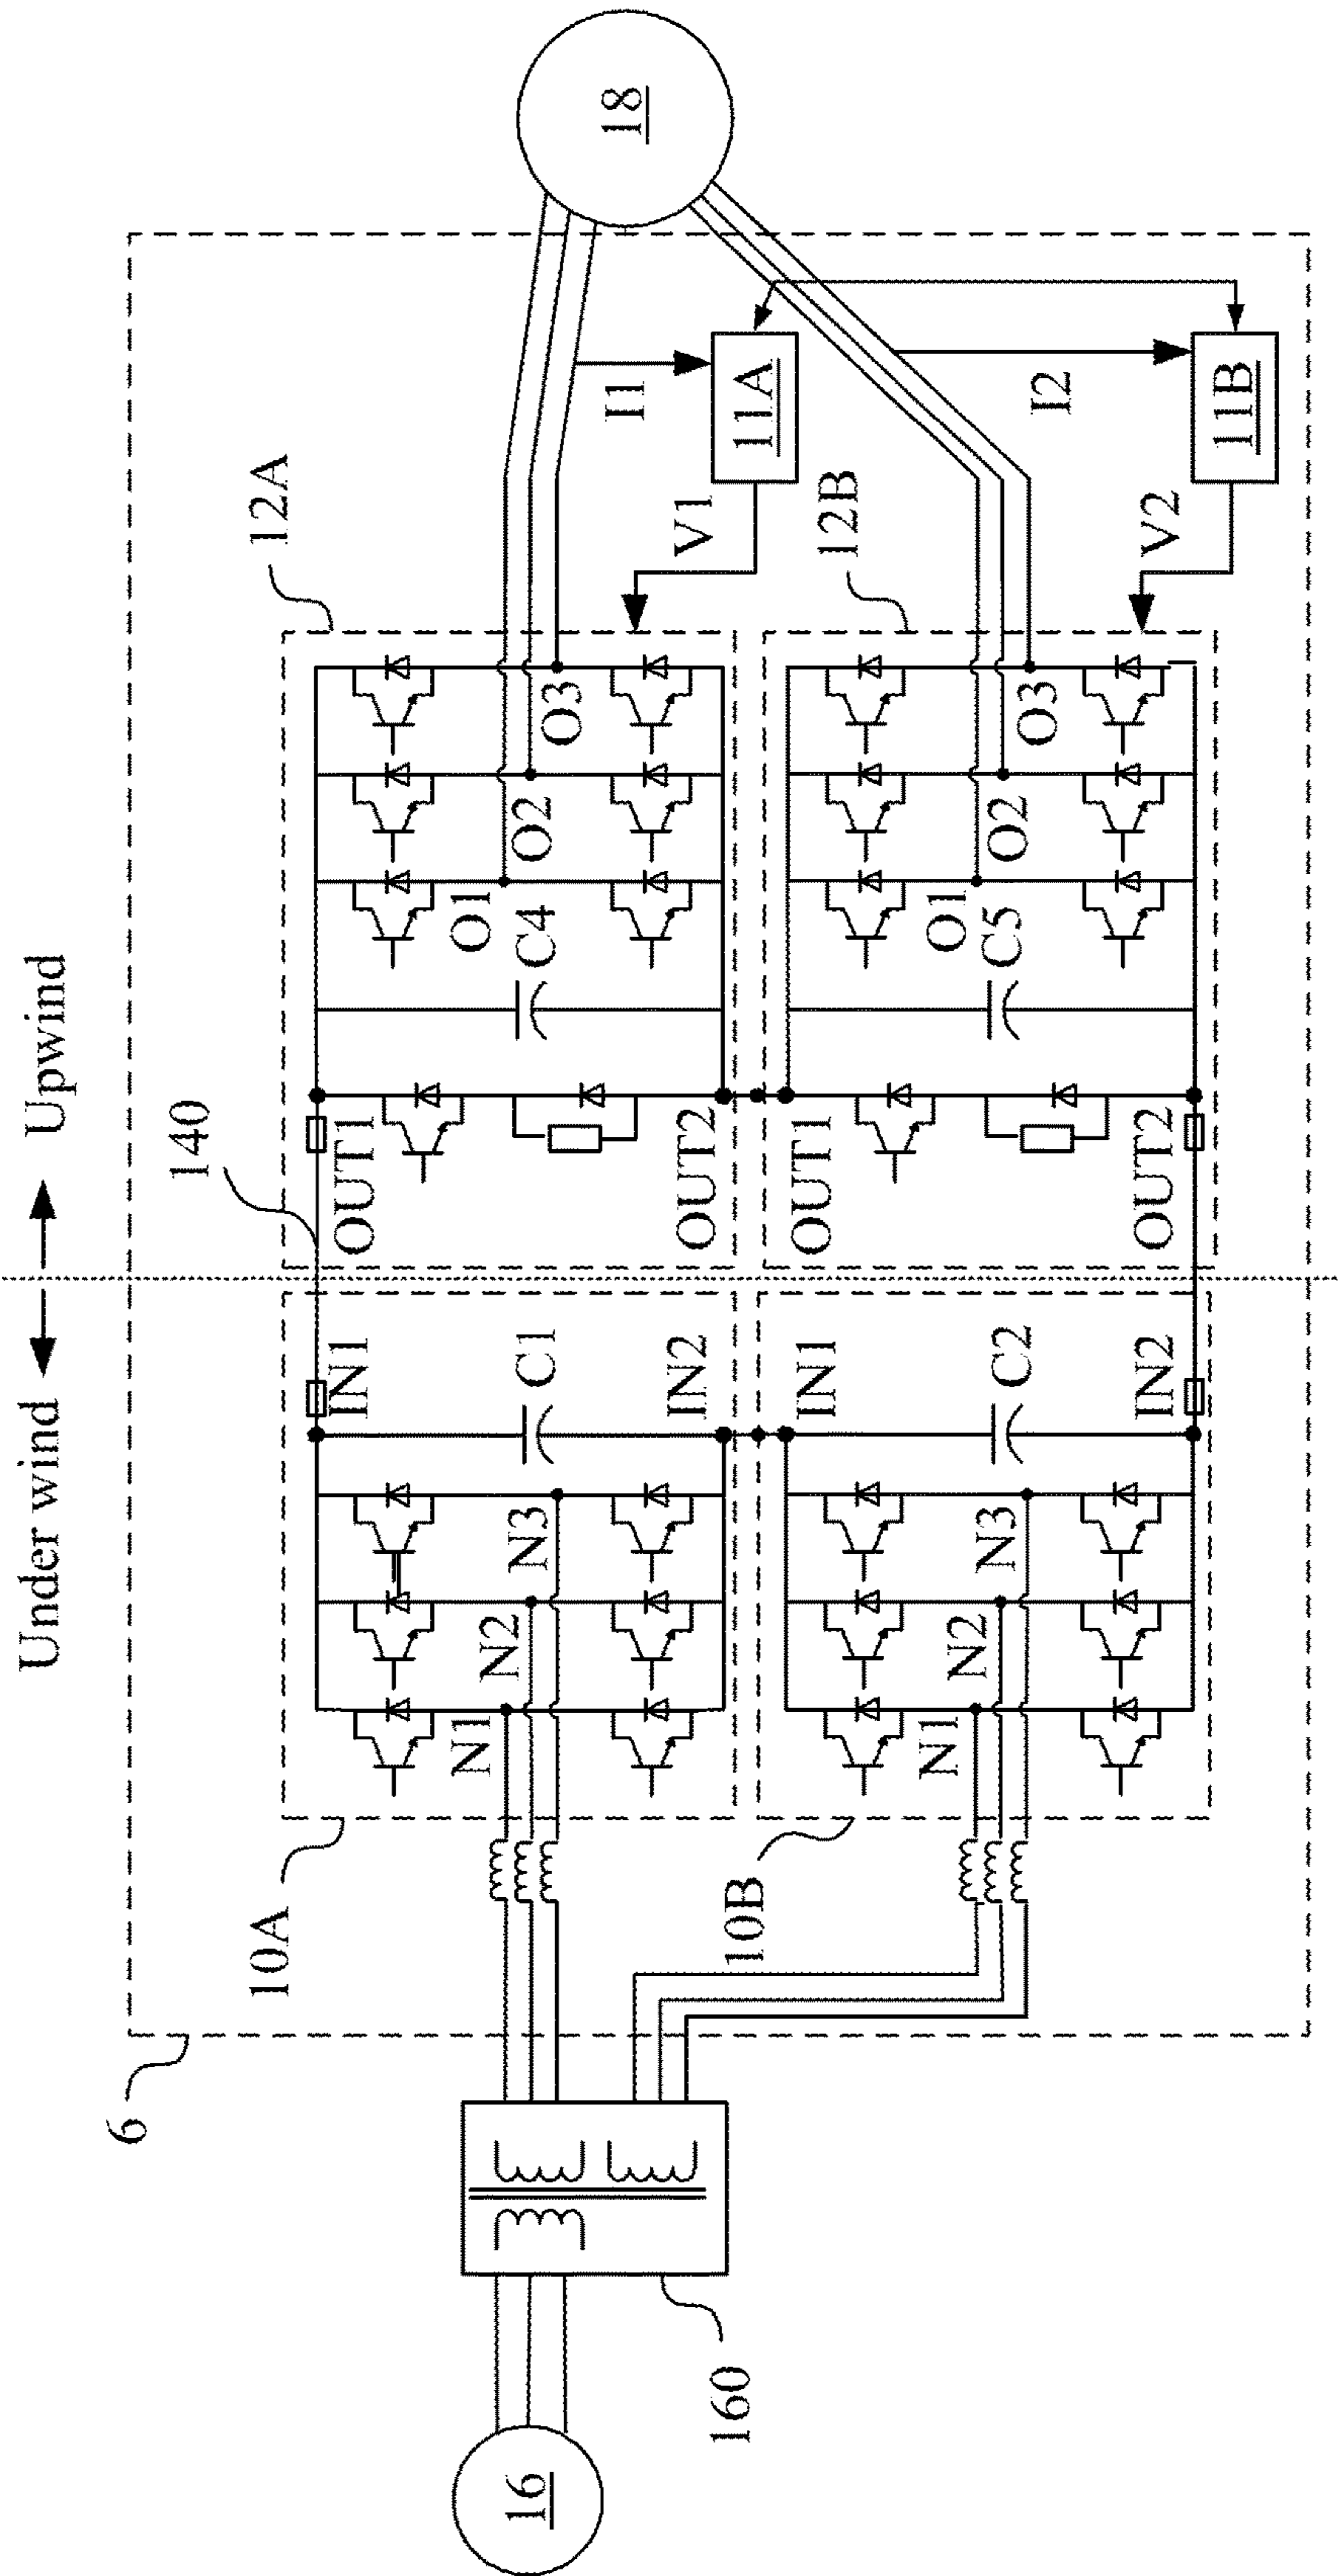 Under wind
Upwind
140
6
10A
12A
IN1
OUT1
N1
N2
N3
C1
IN2
OUT2
C4
O1
O2
O3
I1
V1
11A
18
16
160
10B
12B
IN1
OUT1
N1
N2
N3
C2
IN2
OUT2
C5
O1
O2
O3
I2
V2
11B